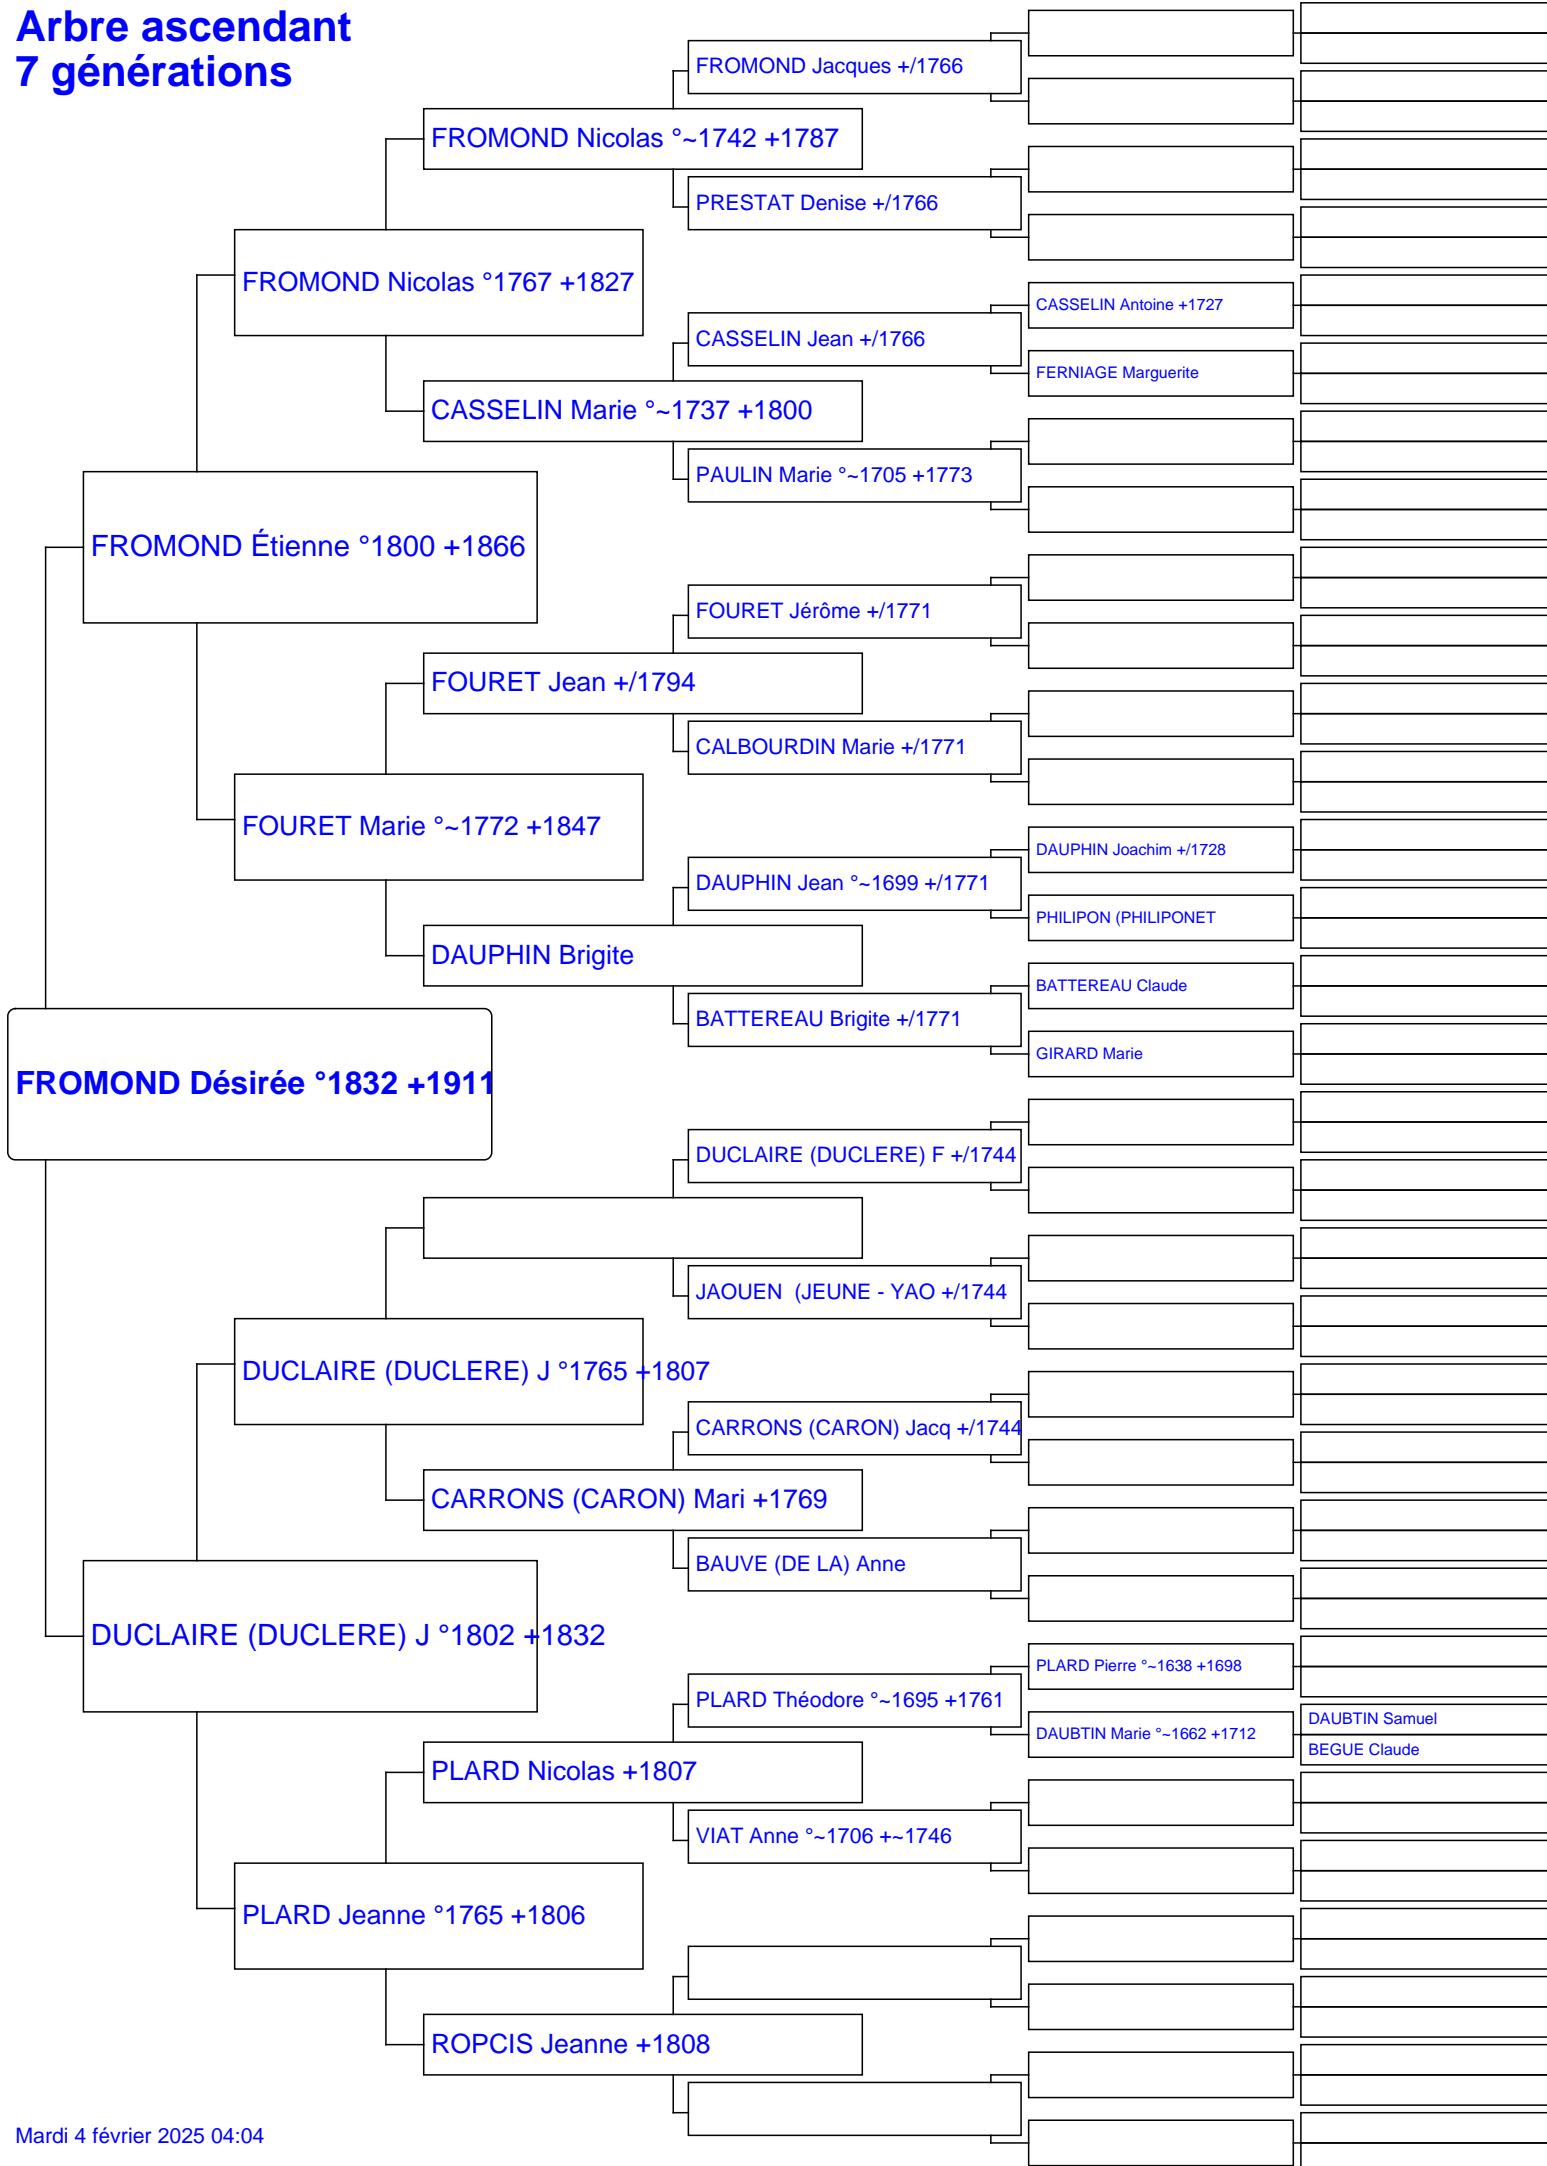 Arbre ascendant
7 générations
FROMOND Jacques +/1766
FROMOND Nicolas °~1742 +1787
PRESTAT Denise +/1766
FROMOND Nicolas °1767 +1827
CASSELIN Antoine +1727
CASSELIN Jean +/1766
FERNIAGE Marguerite
CASSELIN Marie °~1737 +1800
PAULIN Marie °~1705 +1773
FROMOND Étienne °1800 +1866
FOURET Jérôme +/1771
FOURET Jean +/1794
CALBOURDIN Marie +/1771
FOURET Marie °~1772 +1847
DAUPHIN Joachim +/1728
DAUPHIN Jean °~1699 +/1771
PHILIPON (PHILIPONET
DAUPHIN Brigite
BATTEREAU Claude
BATTEREAU Brigite +/1771
GIRARD Marie
FROMOND Désirée °1832 +1911
DUCLAIRE (DUCLERE) F +/1744
JAOUEN  (JEUNE - YAO +/1744
DUCLAIRE (DUCLERE) J °1765 +1807
CARRONS (CARON) Jacq +/1744
CARRONS (CARON) Mari +1769
BAUVE (DE LA) Anne
DUCLAIRE (DUCLERE) J °1802 +1832
PLARD Pierre °~1638 +1698
PLARD Théodore °~1695 +1761
DAUBTIN Samuel
DAUBTIN Marie °~1662 +1712
BEGUE Claude
PLARD Nicolas +1807
VIAT Anne °~1706 +~1746
PLARD Jeanne °1765 +1806
ROPCIS Jeanne +1808
Mardi 4 février 2025 04:04